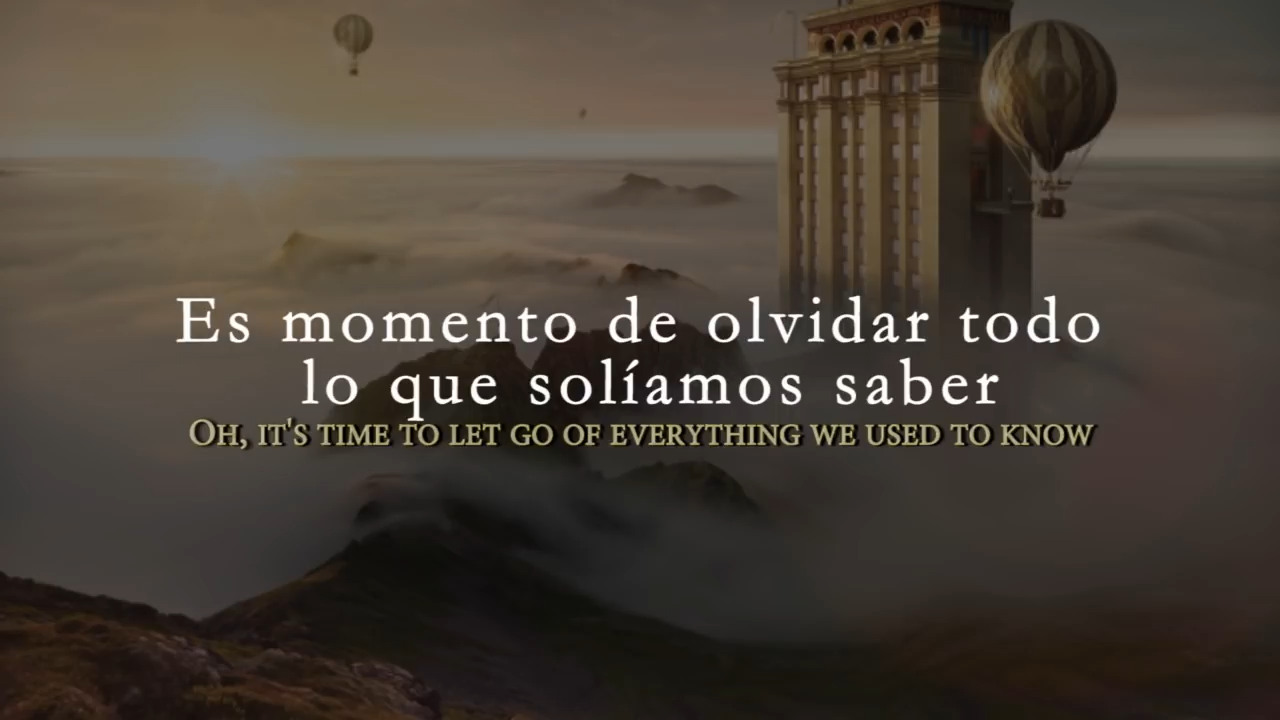 Es momento de olvidar todo
lo que solíamos saber
OH, IT'S TIME TO LET GO OF EVERYTHING WE USED TO KNOW